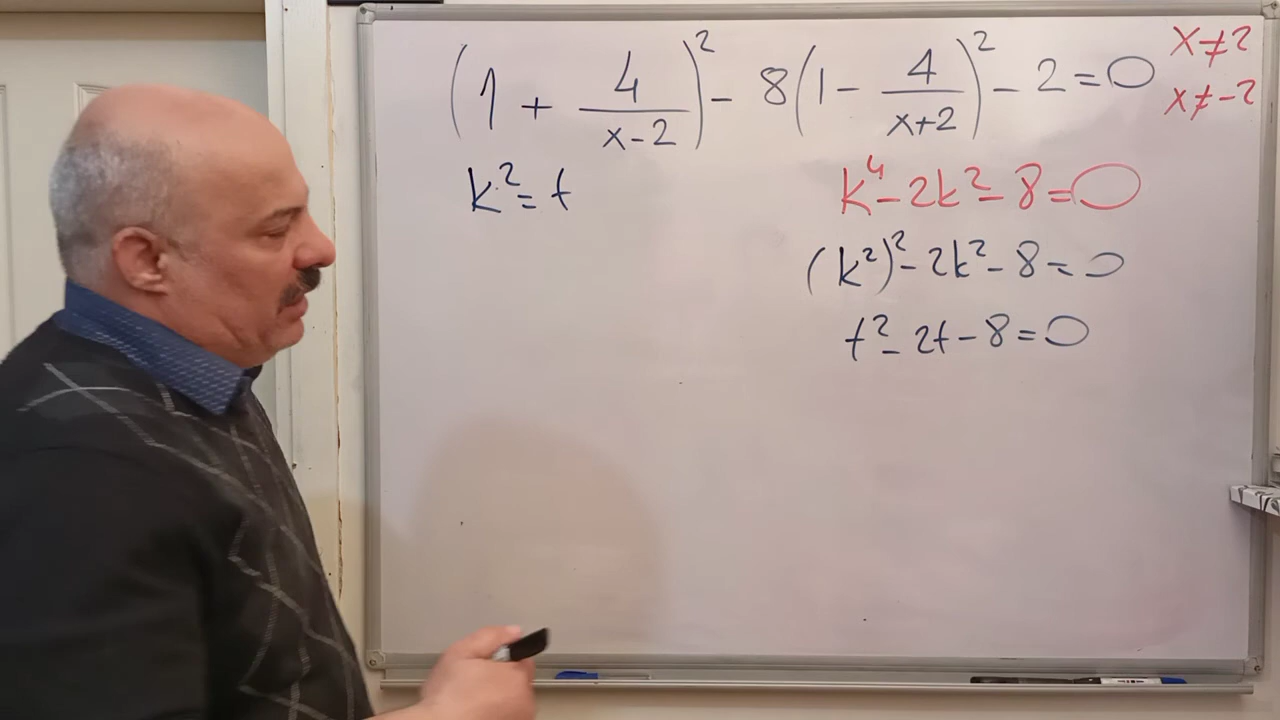 (1 + 4/(x-2))² - 8(1 - 4/(x+2))² - 2 = 0
x≠2
x≠-2
k² = t
k⁴ - 2k² - 8 = 0
(k²)² - 2k² - 8 = 0
t² - 2t - 8 = 0